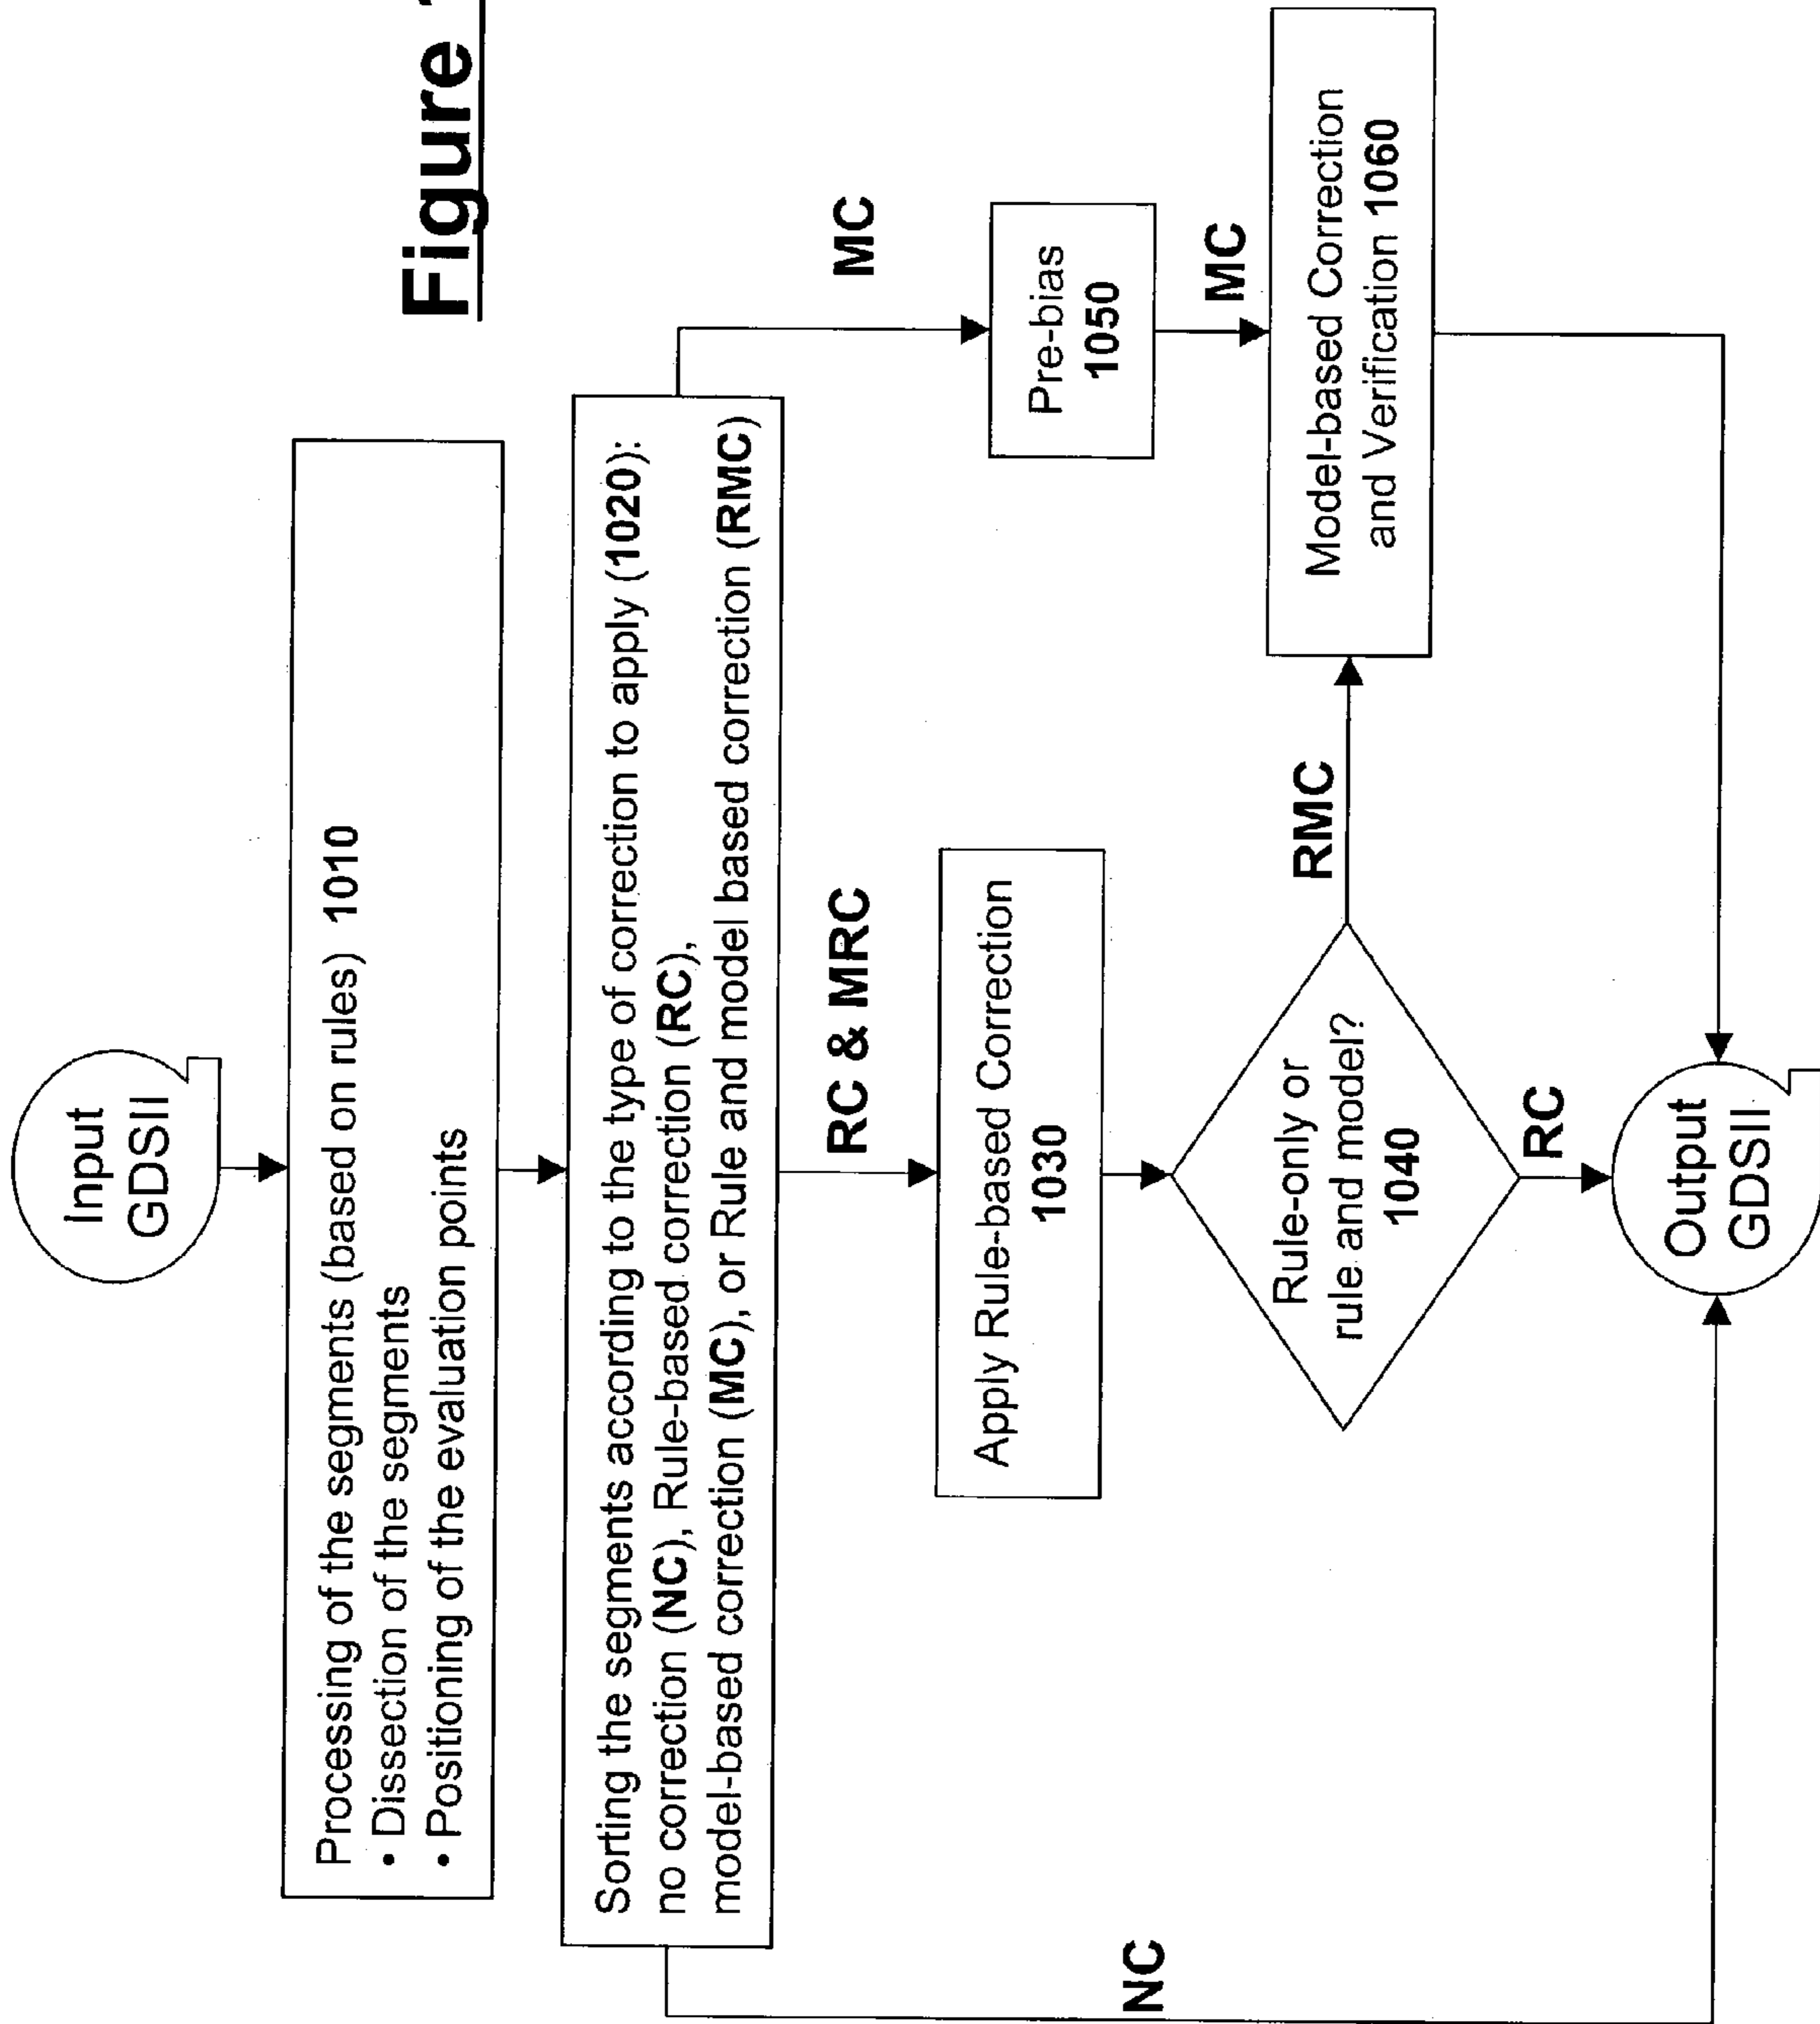 Figure
Input
GDSII
Processing of the segments (based on rules) 1010
• Dissection of the segments
• Positioning of the evaluation points
Sorting the segments according to the type of correction to apply (1020):
no correction (NC), Rule-based correction (RC),
model-based correction (MC), or Rule and model based correction (RMC)
NC
RC & MRC
MC
Apply Rule-based Correction
1030
Pre-bias
1050
MC
Rule-only or
rule and model?
1040
RMC
Model-based Correction
and Verification 1060
RC
Output
GDSII